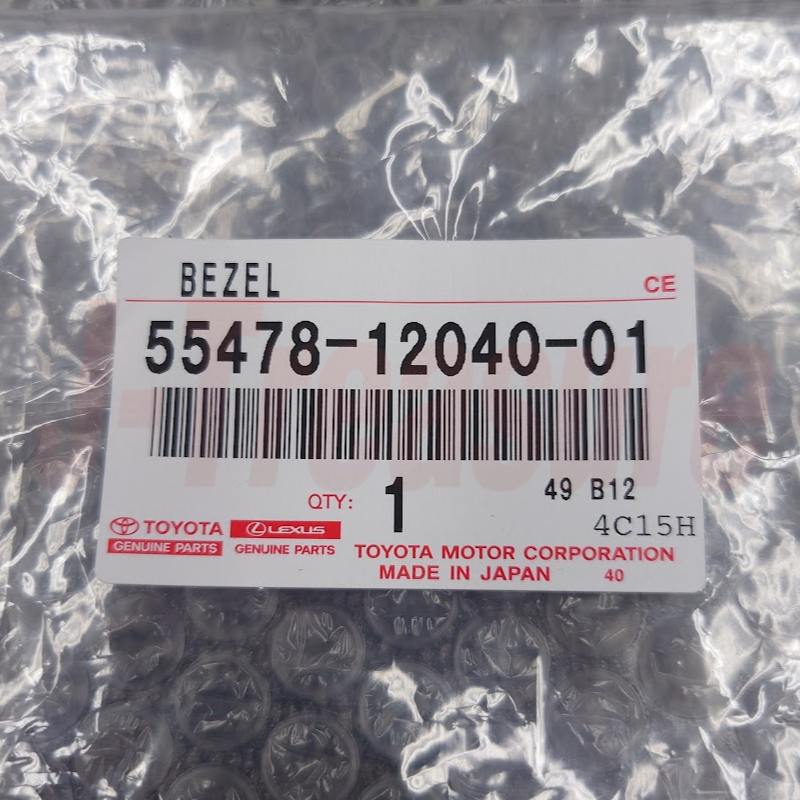 BEZEL
CE
55478-12040-01
QTY: 1
49 B12
4C15H
TOYOTA LEXUS
GENUINE PARTS GENUINE PARTS
TOYOTA MOTOR CORPORATION
MADE IN JAPAN 40